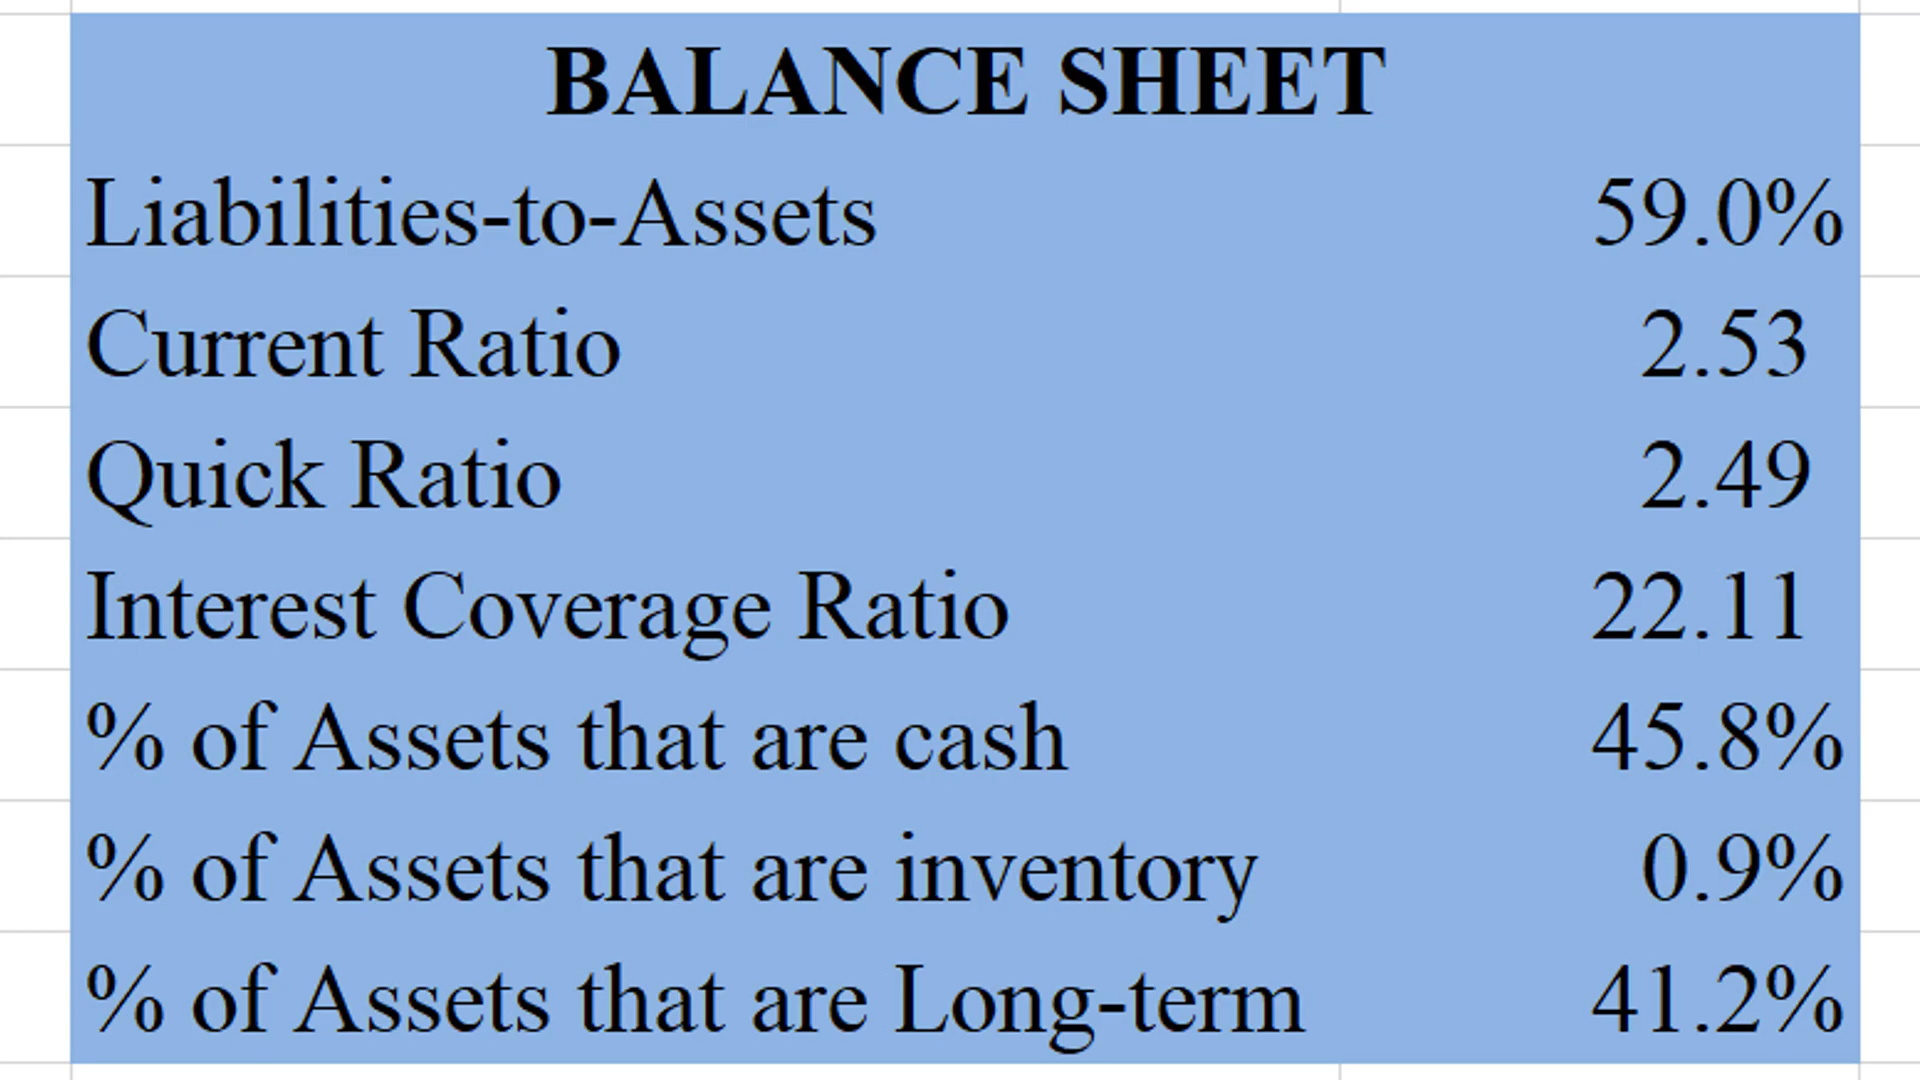 BALANCE SHEET
Liabilities-to-Assets 59.0%
Current Ratio 2.53
Quick Ratio 2.49
Interest Coverage Ratio 22.11
% of Assets that are cash 45.8%
% of Assets that are inventory 0.9%
% of Assets that are Long-term 41.2%